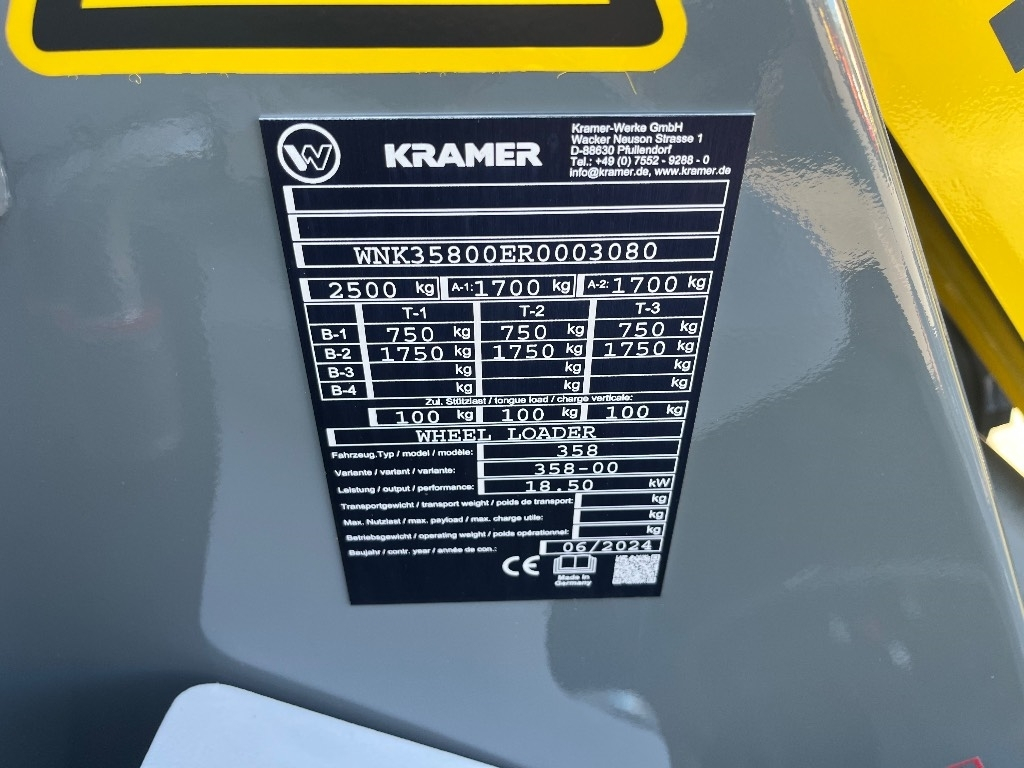 W KRAMER
Kramer-Werke GmbH
Wacker Neuson Strasse 1
D-88630 Pfullendorf
Tel.: +49 (0) 7552 - 9288 - 0
info@kramer.de, www.kramer.de
WNK35800ER0003080
2500 kg A-1: 1700 kg A-2: 1700 kg
T-1 T-2 T-3
B-1 750 kg 750 kg 750 kg
B-2 1750 kg 1750 kg 1750 kg
B-3 kg kg kg
B-4 kg kg kg
Zul. Stützlast / tongue load / charge verticale:
100 kg 100 kg 100 kg
WHEEL LOADER
Fahrzeug.Typ / model / modèle: 358
Variante / variant / variante: 358-00
Leistung / output / performance: 18.50 kW
Transportgewicht / transport weight / poids de transport: kg
Max. Nutzlast / max. payload / max. charge utile: kg
Betriebsgewicht / operating weight / poids opérationnel: kg
Baujahr / contr. year / année de con.: 06/2024
CE Made in
Germany